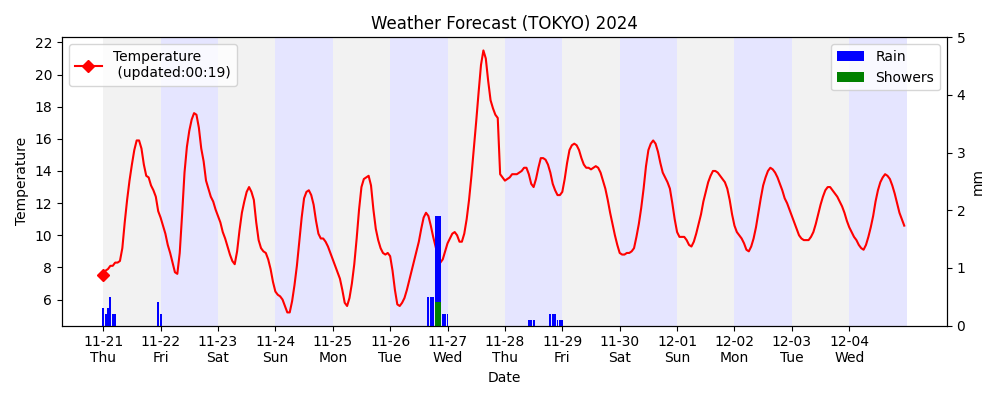 Weather Forecast (TOKYO) 2024
Temperature
(updated:00:19)
Rain
Showers
Temperature
22
20
18
16
14
12
10
8
6
5
4
3
2
1
0
mm
11-21 11-22 11-23 11-24 11-25 11-26 11-27 11-28 11-29 11-30 12-01 12-02 12-03 12-04
Thu Fri Sat Sun Mon Tue Wed Thu Fri Sat Sun Mon Tue Wed
Date